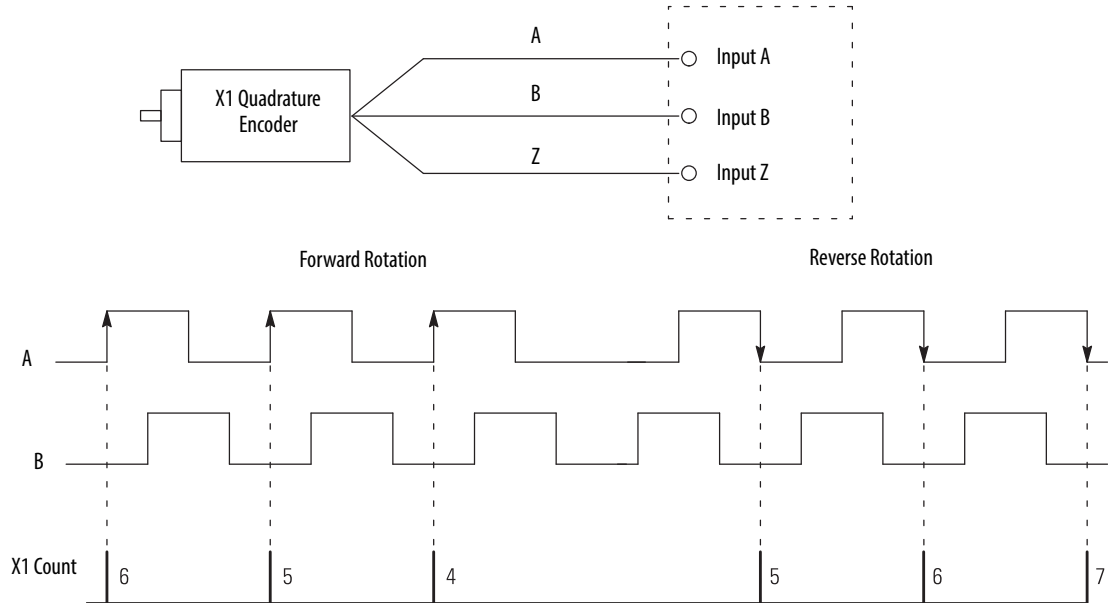 A
X1 Quadrature
Encoder
Input A
B
Input B
Z
Input Z
Forward Rotation
Reverse Rotation
A
B
X1 Count
6
5
4
5
6
7